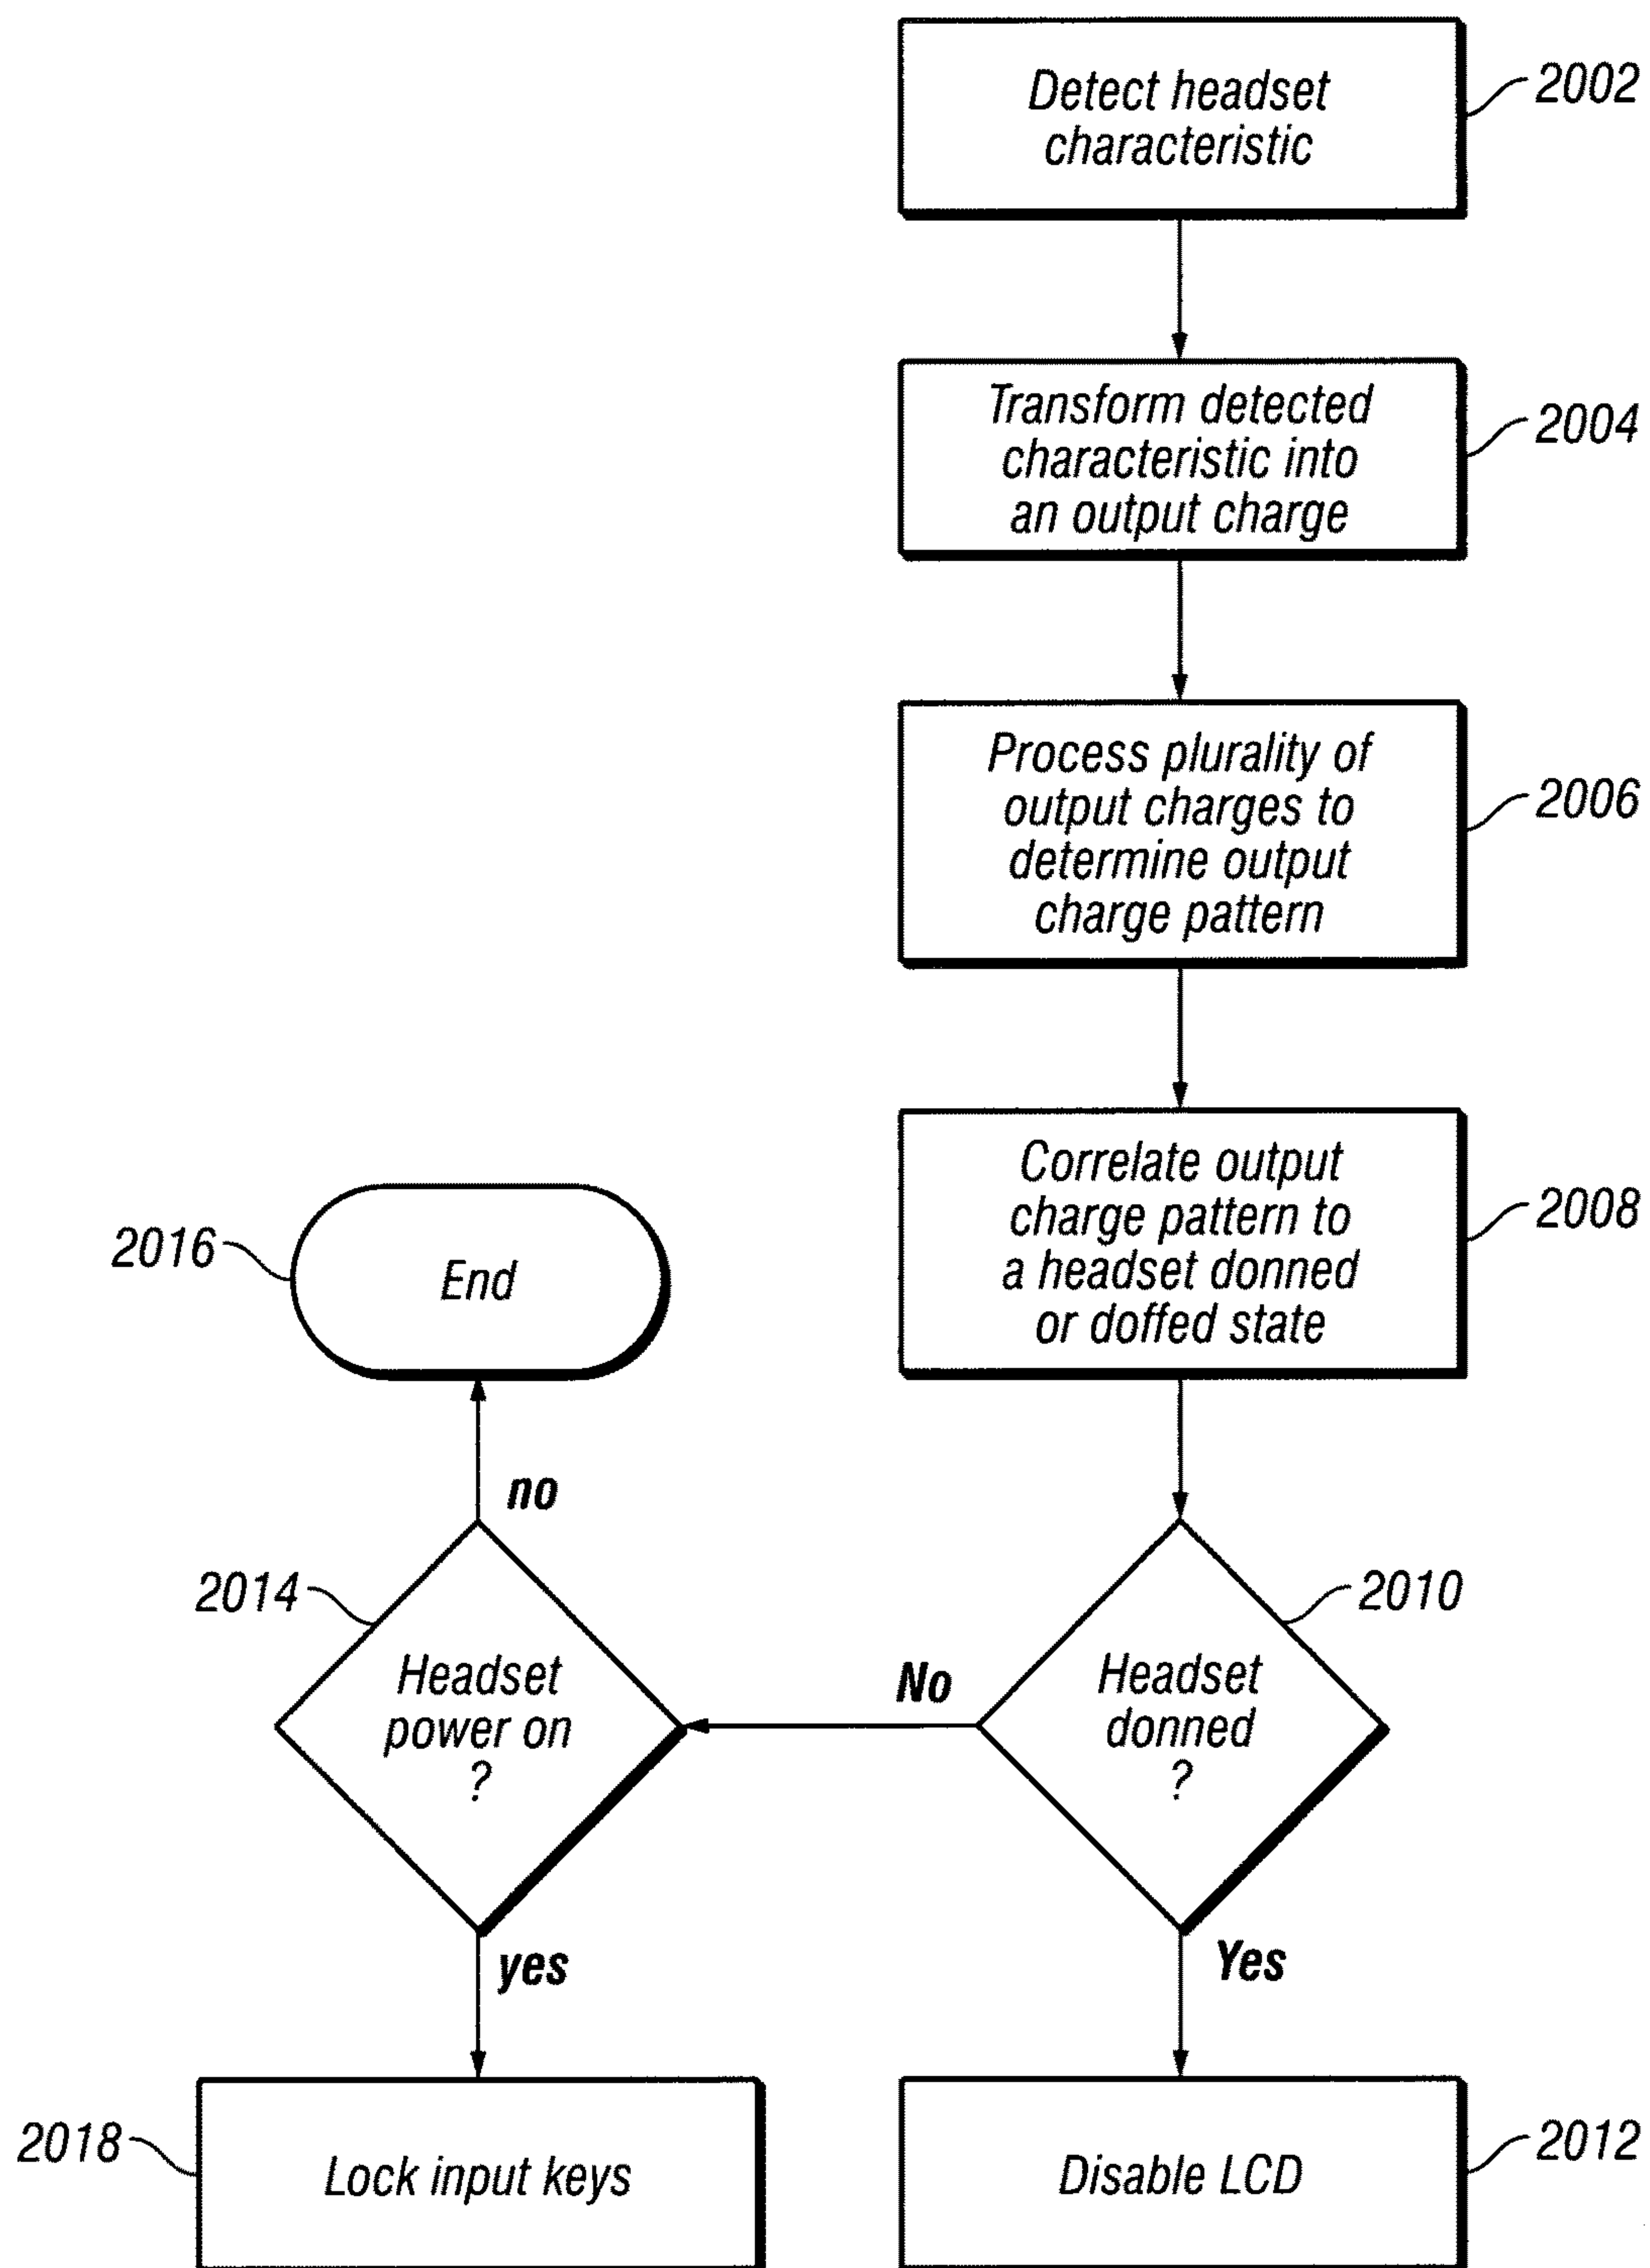 Detect headset
characteristic
2002
Transform detected
characteristic into
an output charge
2004
Process plurality of
output charges to
determine output
charge pattern
2006
Correlate output
charge pattern to
a headset donned
or doffed state
2008
2016
End
no
2014
Headset
power on
?
No
Headset
donned
?
2010
yes
Yes
2018
Lock input keys
Disable LCD
2012